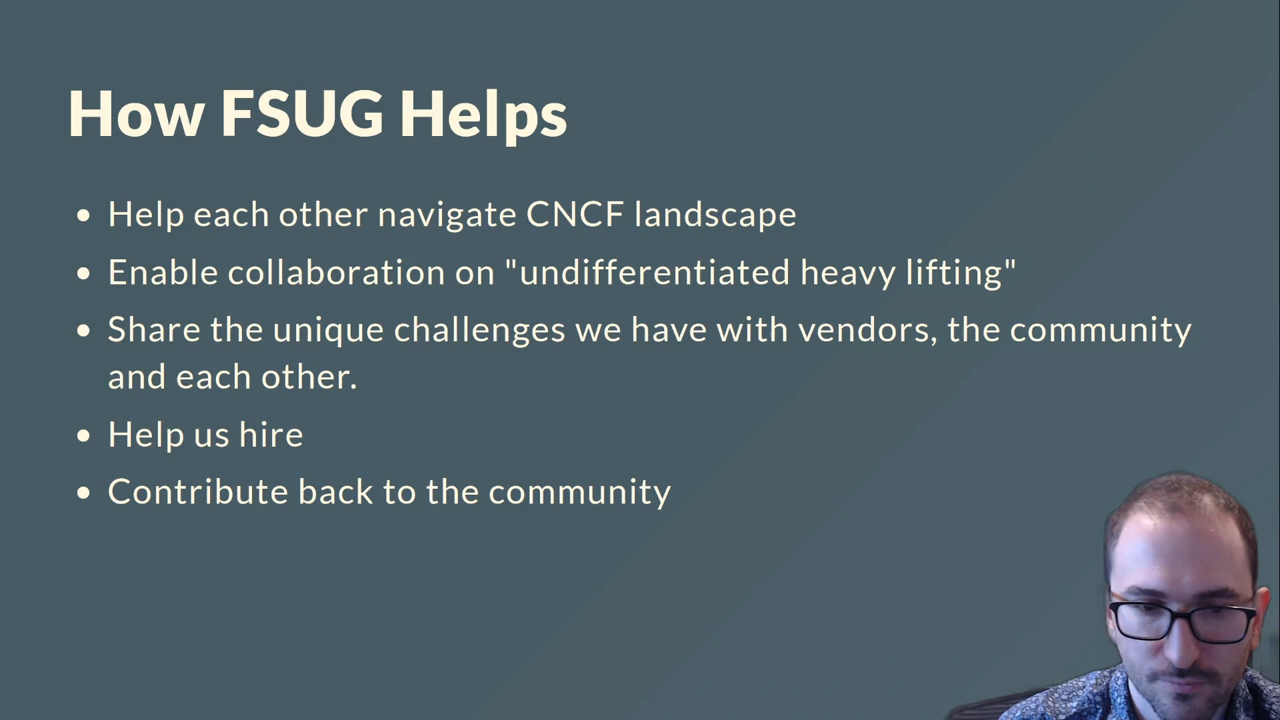 How FSUG Helps
• Help each other navigate CNCF landscape
• Enable collaboration on "undifferentiated heavy lifting"
• Share the unique challenges we have with vendors, the community
and each other.
• Help us hire
• Contribute back to the community